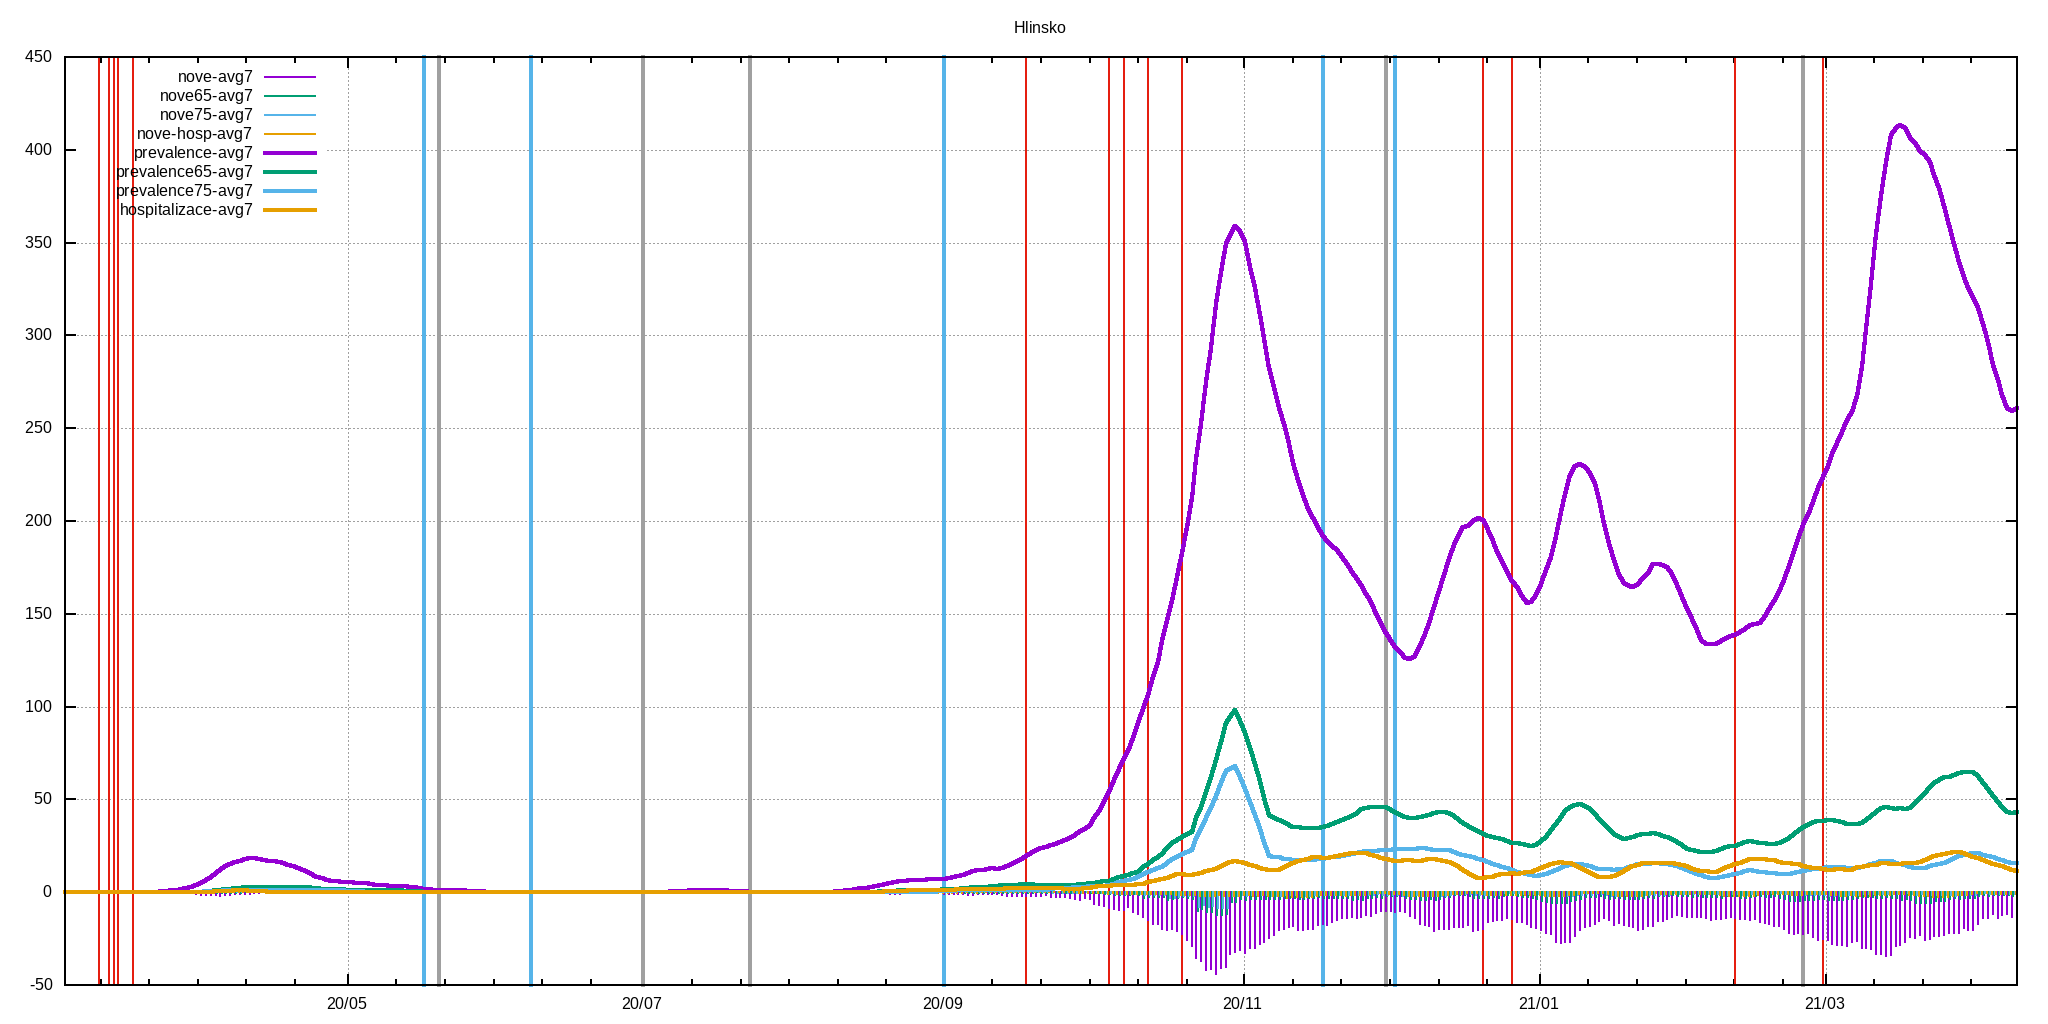 Hlinsko
450
400
350
300
250
200
150
100
50
0
-50
nove-avg7
nove65-avg7
nove75-avg7
nove-hosp-avg7
prevalence-avg7
prevalence65-avg7
prevalence75-avg7
hospitalizace-avg7
20/05 20/07 20/09 20/11 21/01 21/03